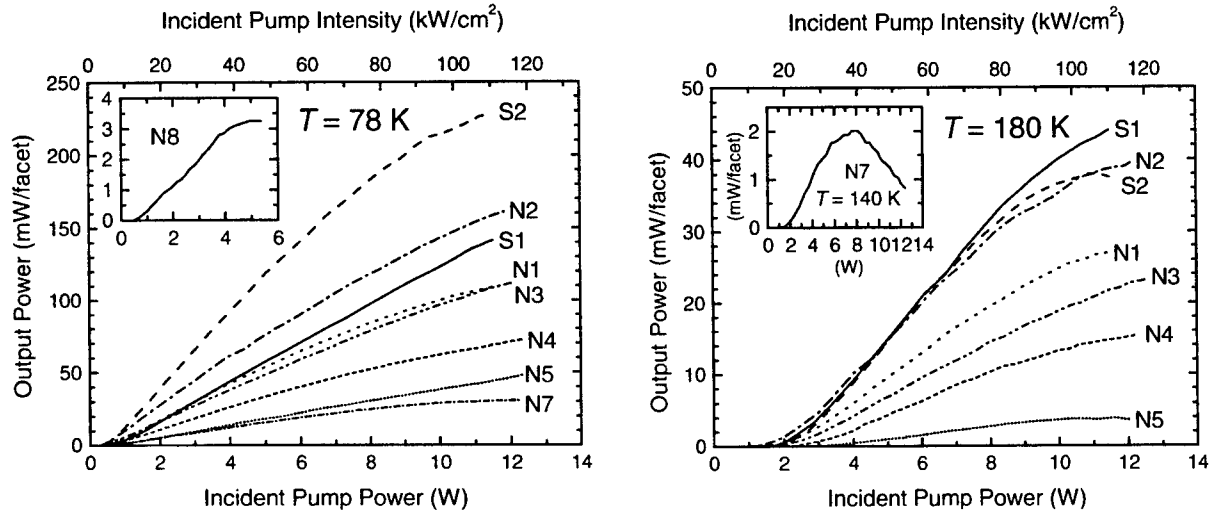 Incident Pump Intensity (kW/cm²)
0 20 40 60 80 100 120
250
200
150
100
50
0
Output Power (mW/facet)
4
3
2
1
0
0 2 4 6
N8
T = 78 K
S2
N2
S1
N1
N3
N4
N5
N7
0 2 4 6 8 10 12 14
Incident Pump Power (W)
Incident Pump Intensity (kW/cm²)
0 20 40 60 80 100 120
50
40
30
20
10
0
Output Power (mW/facet)
(mW/facet)
2
1
0
N7
T = 140 K
0 2 4 6 8 10 12 14
(W)
T = 180 K
S1
N2
S2
N1
N3
N4
N5
0 2 4 6 8 10 12 14
Incident Pump Power (W)